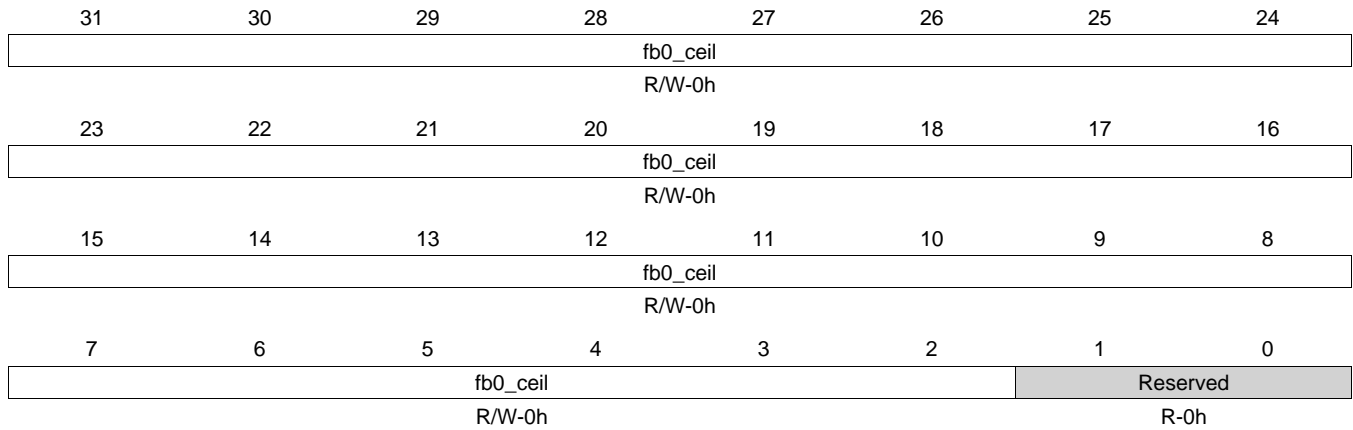 31 30 29 28 27 26 25 24
fb0_ceil
R/W-0h
23 22 21 20 19 18 17 16
fb0_ceil
R/W-0h
15 14 13 12 11 10 9 8
fb0_ceil
R/W-0h
7 6 5 4 3 2 1 0
fb0_ceil Reserved
R/W-0h R-0h